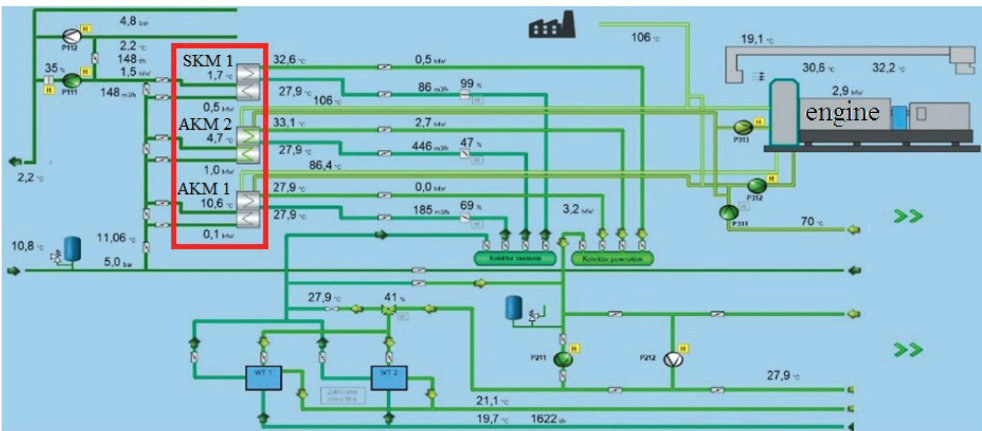 4,8 bar
H
P112
2,2 °C
148 t/h
35 %
1,5 MW
H
P111
H
148 m3/h
2,2 °C
SKM 1
1,7 °C
32,6 °C
0,5 MW
0,5 MW
27,9 °C
86 m3/h
99 %
H
106 °C
AKM 2
4,7 °C
33,1 °C
2,7 MW
1,0 MW
27,9 °C
446 m3/h
47 %
H
86,4 °C
AKM 1
10,6 °C
27,9 °C
0,0 MW
0,1 MW
27,9 °C
185 m3/h
69 %
H
3,2 MW
106 °C
19,1 °C
30,6 °C
32,2 °C
2,9 MW
engine
H
P313
H
P312
H
P311
70 °C
10,8 °C
11,06 °C
5,0 bar
Kolektor zasilania
Kolektor powrotów
27,9 °C
41 %
H
WT 1
WT 2
H
P211
H
P212
27,9 °C
21,1 °C
19,7 °C
1622 t/h